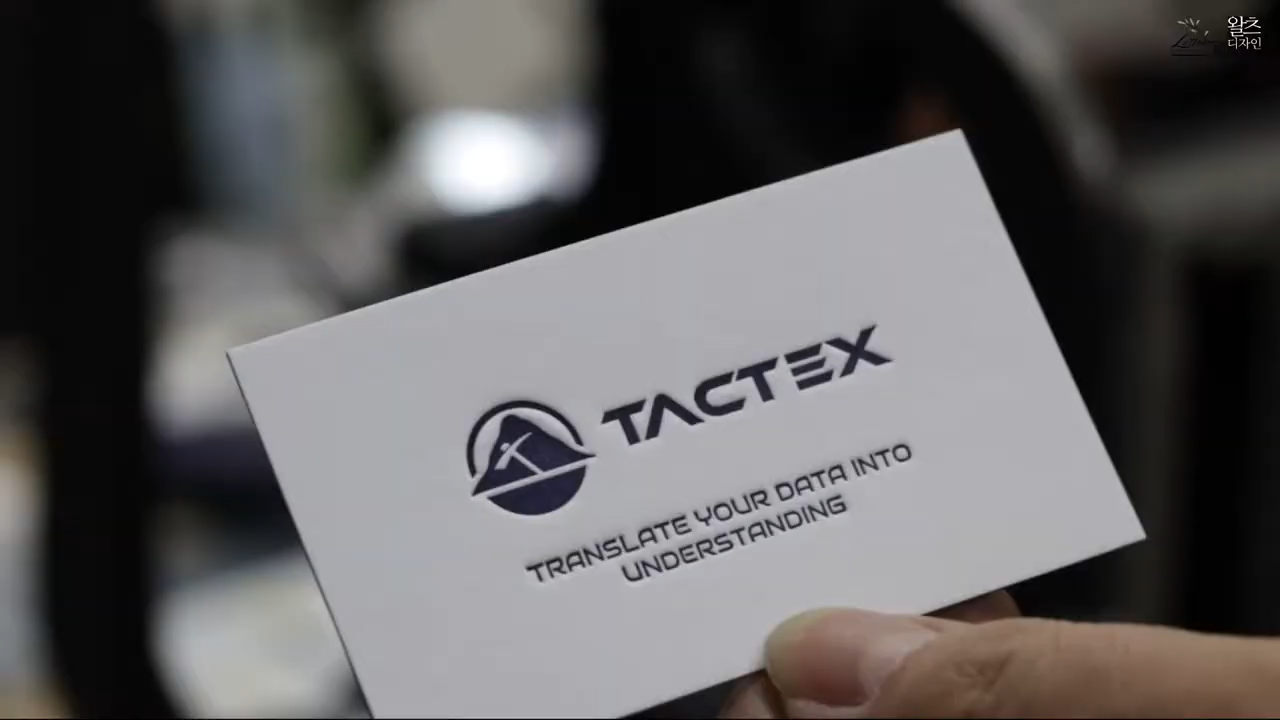 왈츠
디자인
TACTEX
TRANSLATE YOUR DATA INTO
UNDERSTANDING